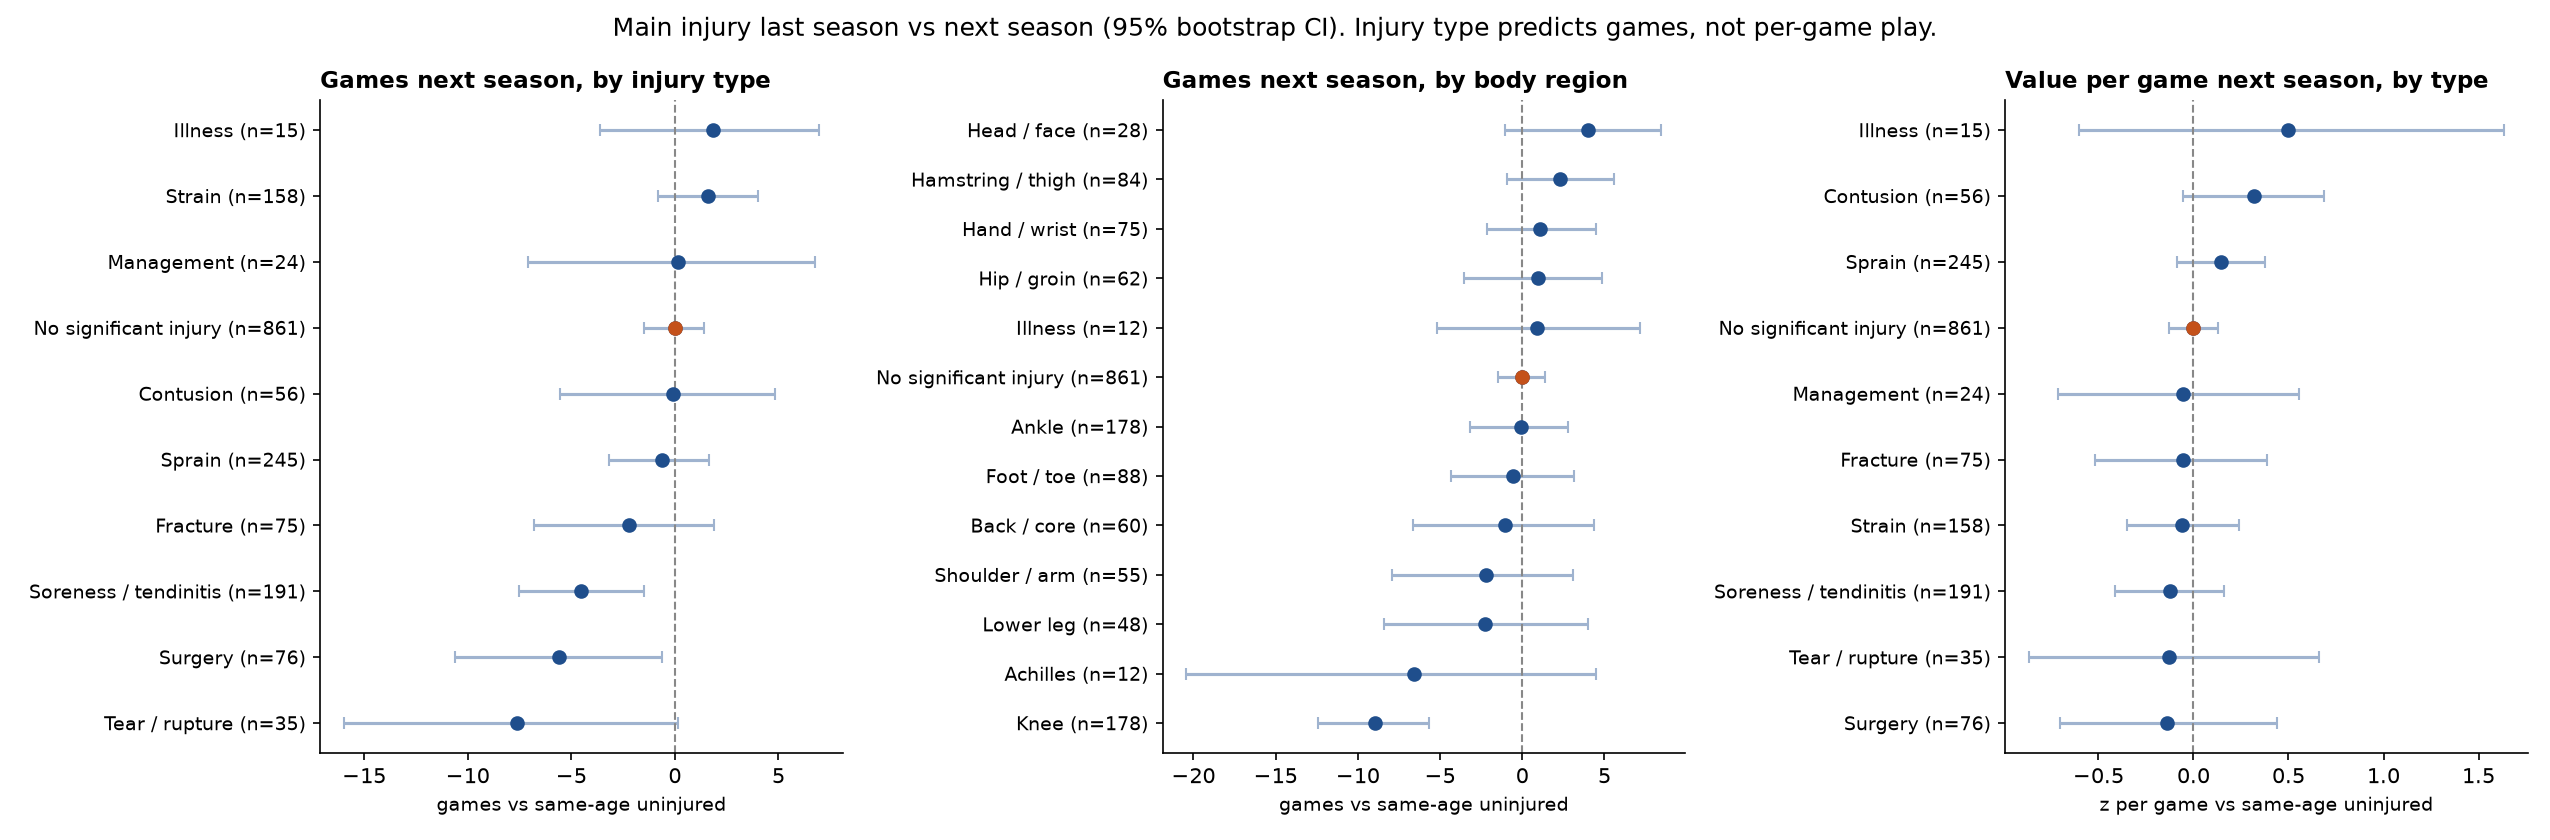 Main injury last season vs next season (95% bootstrap CI). Injury type predicts games, not per-game play.
Games next season, by injury type
Illness (n=15)
Strain (n=158)
Management (n=24)
No significant injury (n=861)
Contusion (n=56)
Sprain (n=245)
Fracture (n=75)
Soreness / tendinitis (n=191)
Surgery (n=76)
Tear / rupture (n=35)
−15 −10 −5 0 5
games vs same-age uninjured
Games next season, by body region
Head / face (n=28)
Hamstring / thigh (n=84)
Hand / wrist (n=75)
Hip / groin (n=62)
Illness (n=12)
No significant injury (n=861)
Ankle (n=178)
Foot / toe (n=88)
Back / core (n=60)
Shoulder / arm (n=55)
Lower leg (n=48)
Achilles (n=12)
Knee (n=178)
−20 −15 −10 −5 0 5
games vs same-age uninjured
Value per game next season, by type
Illness (n=15)
Contusion (n=56)
Sprain (n=245)
No significant injury (n=861)
Management (n=24)
Fracture (n=75)
Strain (n=158)
Soreness / tendinitis (n=191)
Tear / rupture (n=35)
Surgery (n=76)
−0.5 0.0 0.5 1.0 1.5
z per game vs same-age uninjured